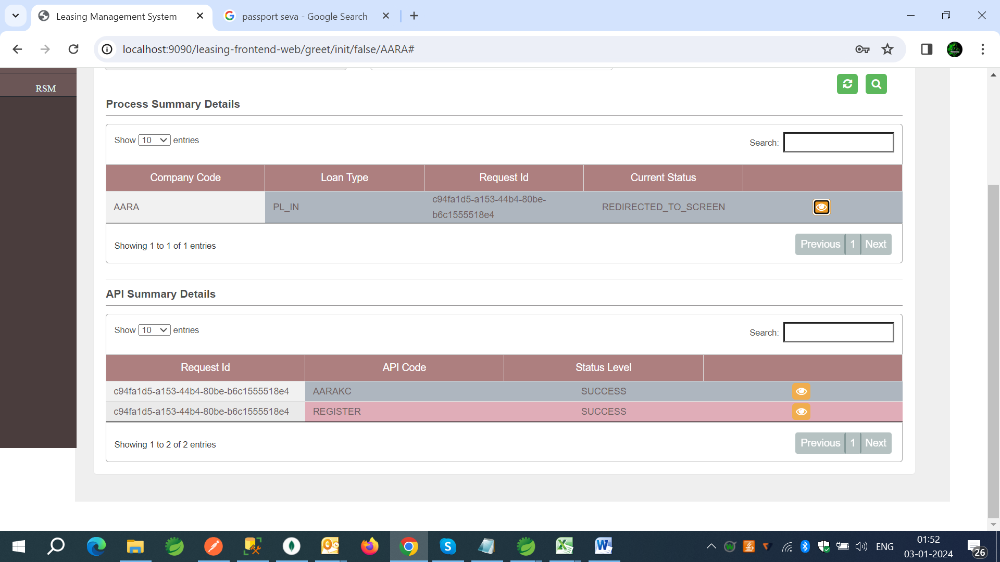 Leasing Management System
passport seva - Google Search
localhost:9090/leasing-frontend-web/greet/init/false/AARA#
RSM
Process Summary Details
Show 10 entries
Search:
Company Code Loan Type Request Id Current Status
AARA PL_IN c94fa1d5-a153-44b4-80be-
b6c1555518e4 REDIRECTED_TO_SCREEN
Showing 1 to 1 of 1 entries
Previous 1 Next
API Summary Details
Show 10 entries
Search:
Request Id API Code Status Level
c94fa1d5-a153-44b4-80be-b6c1555518e4 AARAKC SUCCESS
c94fa1d5-a153-44b4-80be-b6c1555518e4 REGISTER SUCCESS
Showing 1 to 2 of 2 entries
Previous 1 Next
ENG
01:52
03-01-2024
26